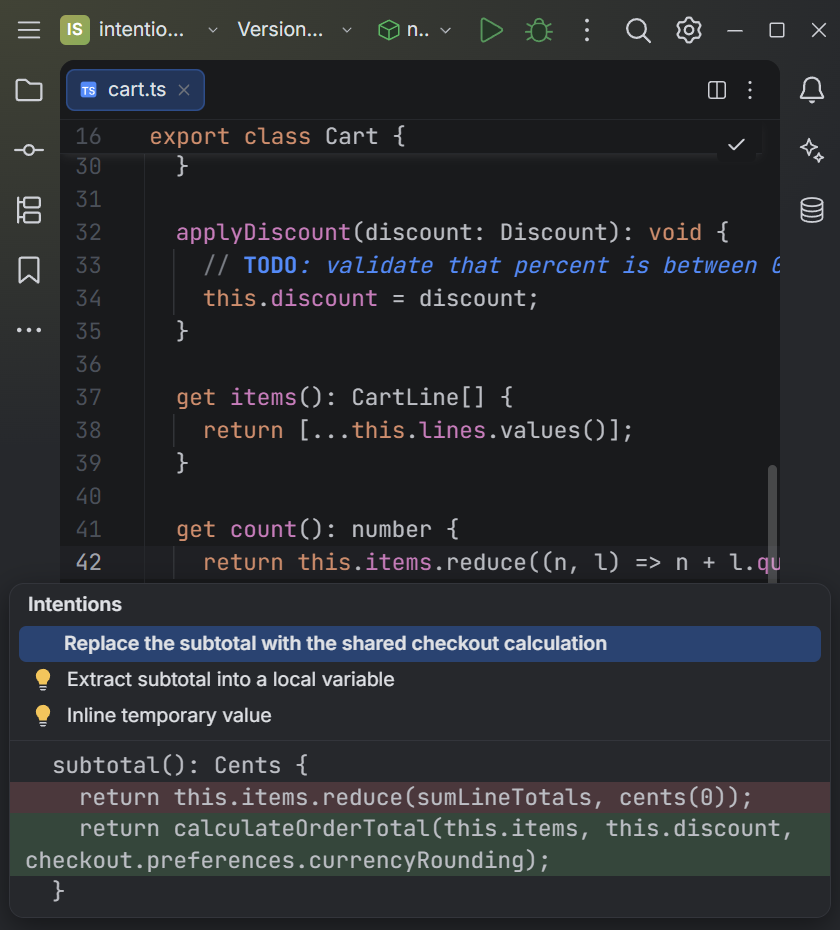 IS intentio... Version... n..
TS cart.ts
16 export class Cart {
30 }
31
32 applyDiscount(discount: Discount): void {
33 // TODO: validate that percent is between
34 this.discount = discount;
35 }
36
37 get items(): CartLine[] {
38 return [...this.lines.values()];
39 }
40
41 get count(): number {
42 return this.items.reduce((n, l) => n + l.qu
Intentions
Replace the subtotal with the shared checkout calculation
Extract subtotal into a local variable
Inline temporary value
subtotal(): Cents {
return this.items.reduce(sumLineTotals, cents(0));
return calculateOrderTotal(this.items, this.discount,
checkout.preferences.currencyRounding);
}